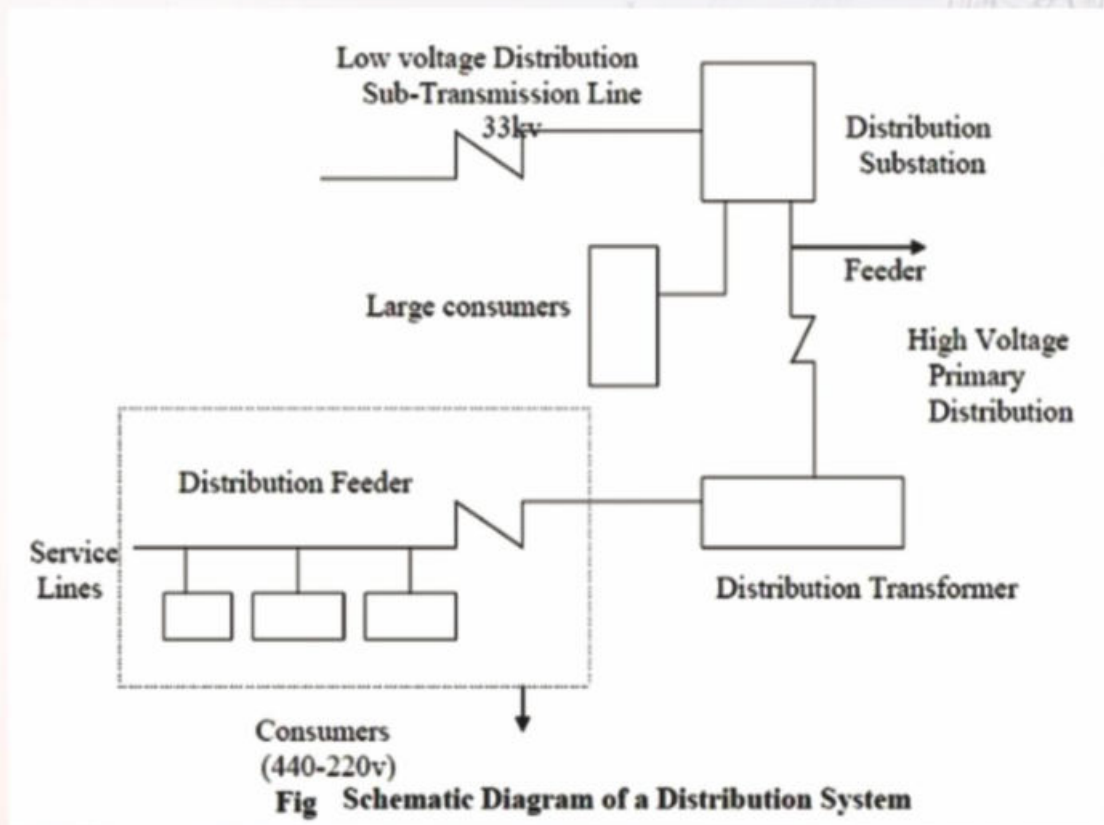 Low voltage Distribution
Sub-Transmission Line
33kv
Distribution
Substation
Feeder
Large consumers
High Voltage
Primary
Distribution
Distribution Feeder
Service
Lines
Distribution Transformer
Consumers
(440-220v)
Fig Schematic Diagram of a Distribution System